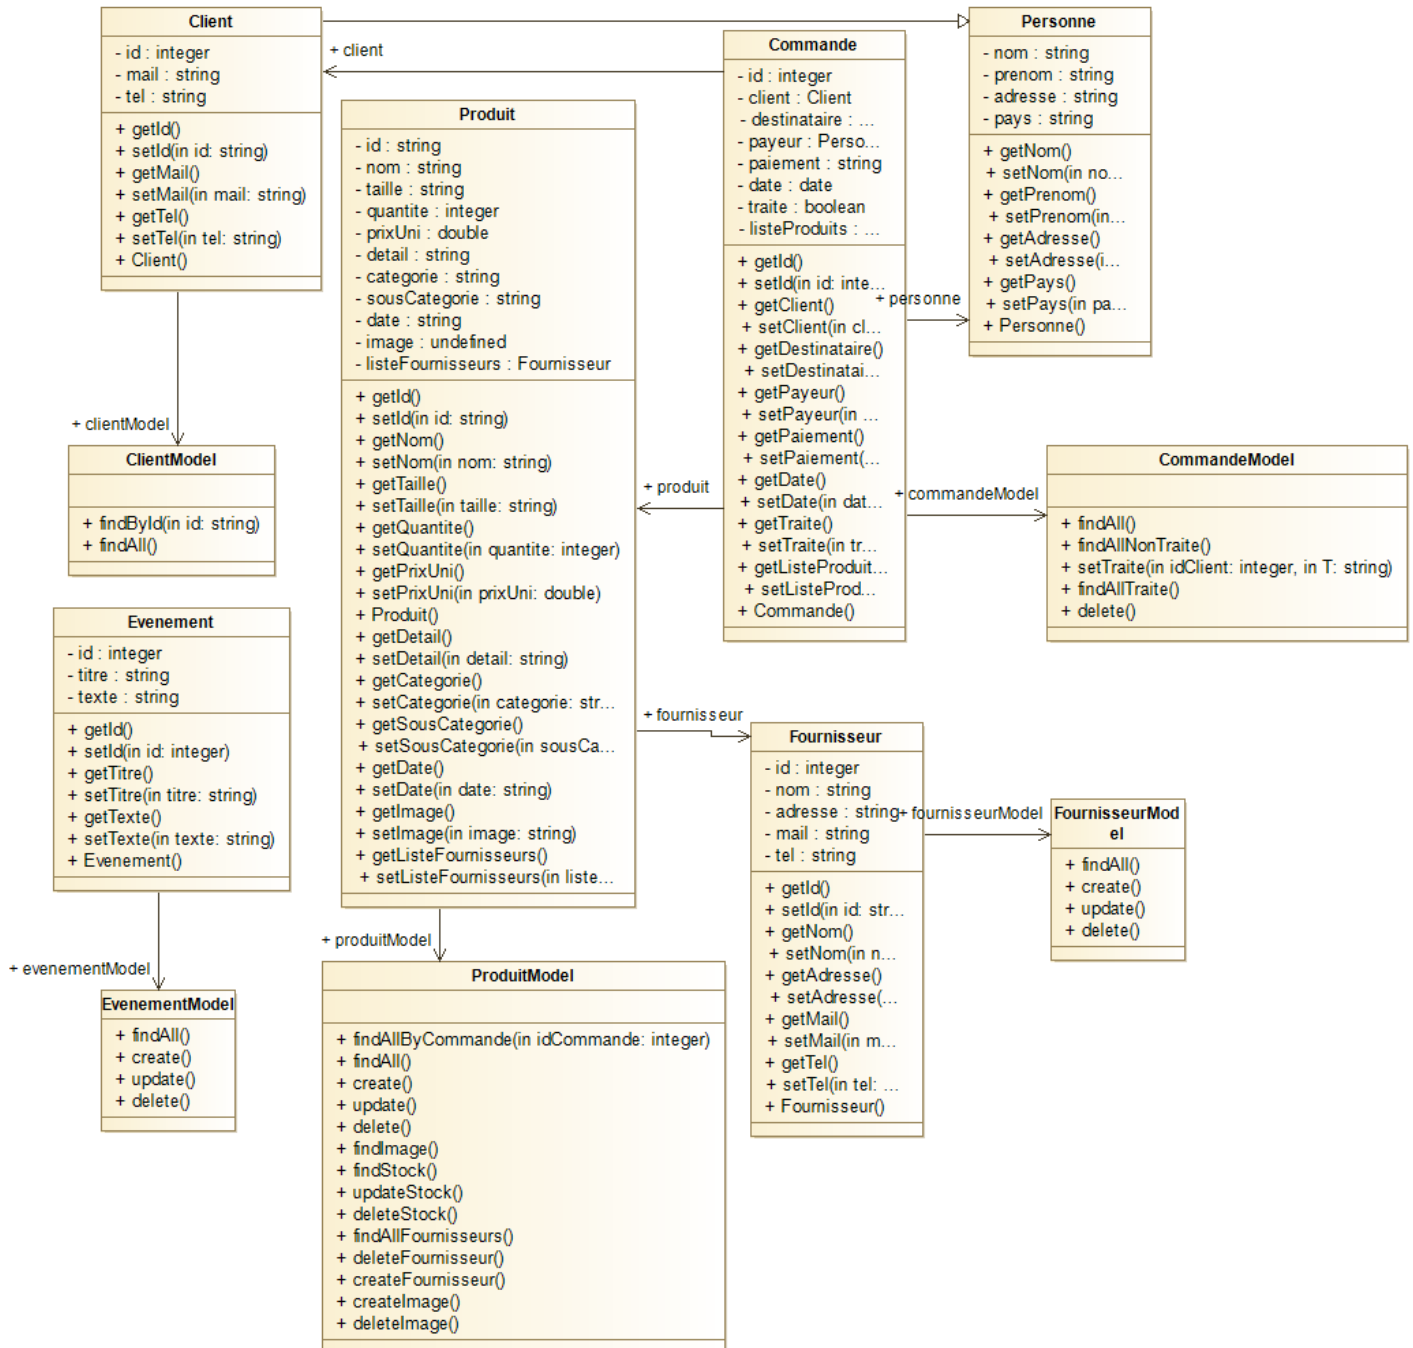 Client
- id : integer
- mail : string
- tel : string
+ getId()
+ setId(in id: string)
+ getMail()
+ setMail(in mail: string)
+ getTel()
+ setTel(in tel: string)
+ Client()
+ client
Commande
- id : integer
- client : Client
- destinataire : ...
- payeur : Perso...
- paiement : string
- date : date
- traite : boolean
- listeProduits : ...
+ getId()
+ setId(in id: inte...
+ getClient()
+ setClient(in cl...
+ getDestinataire()
+ setDestinatai...
+ getPayeur()
+ setPayeur(in ...
+ getPaiement()
+ setPaiement(...
+ getDate()
+ setDate(in dat...
+ getTraite()
+ setTraite(in tr...
+ getListeProduit...
+ setListeProd...
+ Commande()
Personne
- nom : string
- prenom : string
- adresse : string
- pays : string
+ getNom()
+ setNom(in no...
+ getPrenom()
+ setPrenom(in...
+ getAdresse()
+ setAdresse(i...
+ getPays()
+ setPays(in pa...
+ Personne()
+ personne
Produit
- id : string
- nom : string
- taille : string
- quantite : integer
- prixUni : double
- detail : string
- categorie : string
- sousCategorie : string
- date : string
- image : undefined
- listeFournisseurs : Fournisseur
+ getId()
+ setId(in id: string)
+ getNom()
+ setNom(in nom: string)
+ getTaille()
+ setTaille(in taille: string)
+ getQuantite()
+ setQuantite(in quantite: integer)
+ getPrixUni()
+ setPrixUni(in prixUni: double)
+ Produit()
+ getDetail()
+ setDetail(in detail: string)
+ getCategorie()
+ setCategorie(in categorie: str...
+ getSousCategorie()
+ setSousCategorie(in sousCa...
+ getDate()
+ setDate(in date: string)
+ getImage()
+ setImage(in image: string)
+ getListeFournisseurs()
+ setListeFournisseurs(in liste...
+ clientModel
ClientModel
+ findById(in id: string)
+ findAll()
+ produit
+ commandeModel
CommandeModel
+ findAll()
+ findAllNonTraite()
+ setTraite(in idClient: integer, in T: string)
+ findAllTraite()
+ delete()
Evenement
- id : integer
- titre : string
- texte : string
+ getId()
+ setId(in id: integer)
+ getTitre()
+ setTitre(in titre: string)
+ getTexte()
+ setTexte(in texte: string)
+ Evenement()
+ fournisseur
Fournisseur
- id : integer
- nom : string
- adresse : string
- mail : string
- tel : string
+ getId()
+ setId(in id: str...
+ getNom()
+ setNom(in n...
+ getAdresse()
+ setAdresse(...
+ getMail()
+ setMail(in m...
+ getTel()
+ setTel(in tel: ...
+ Fournisseur()
+ fournisseurModel
FournisseurMod
el
+ findAll()
+ create()
+ update()
+ delete()
+ evenementModel
EvenementModel
+ findAll()
+ create()
+ update()
+ delete()
+ produitModel
ProduitModel
+ findAllByCommande(in idCommande: integer)
+ findAll()
+ create()
+ update()
+ delete()
+ findImage()
+ findStock()
+ updateStock()
+ deleteStock()
+ findAllFournisseurs()
+ deleteFournisseur()
+ createFournisseur()
+ createImage()
+ deleteImage()